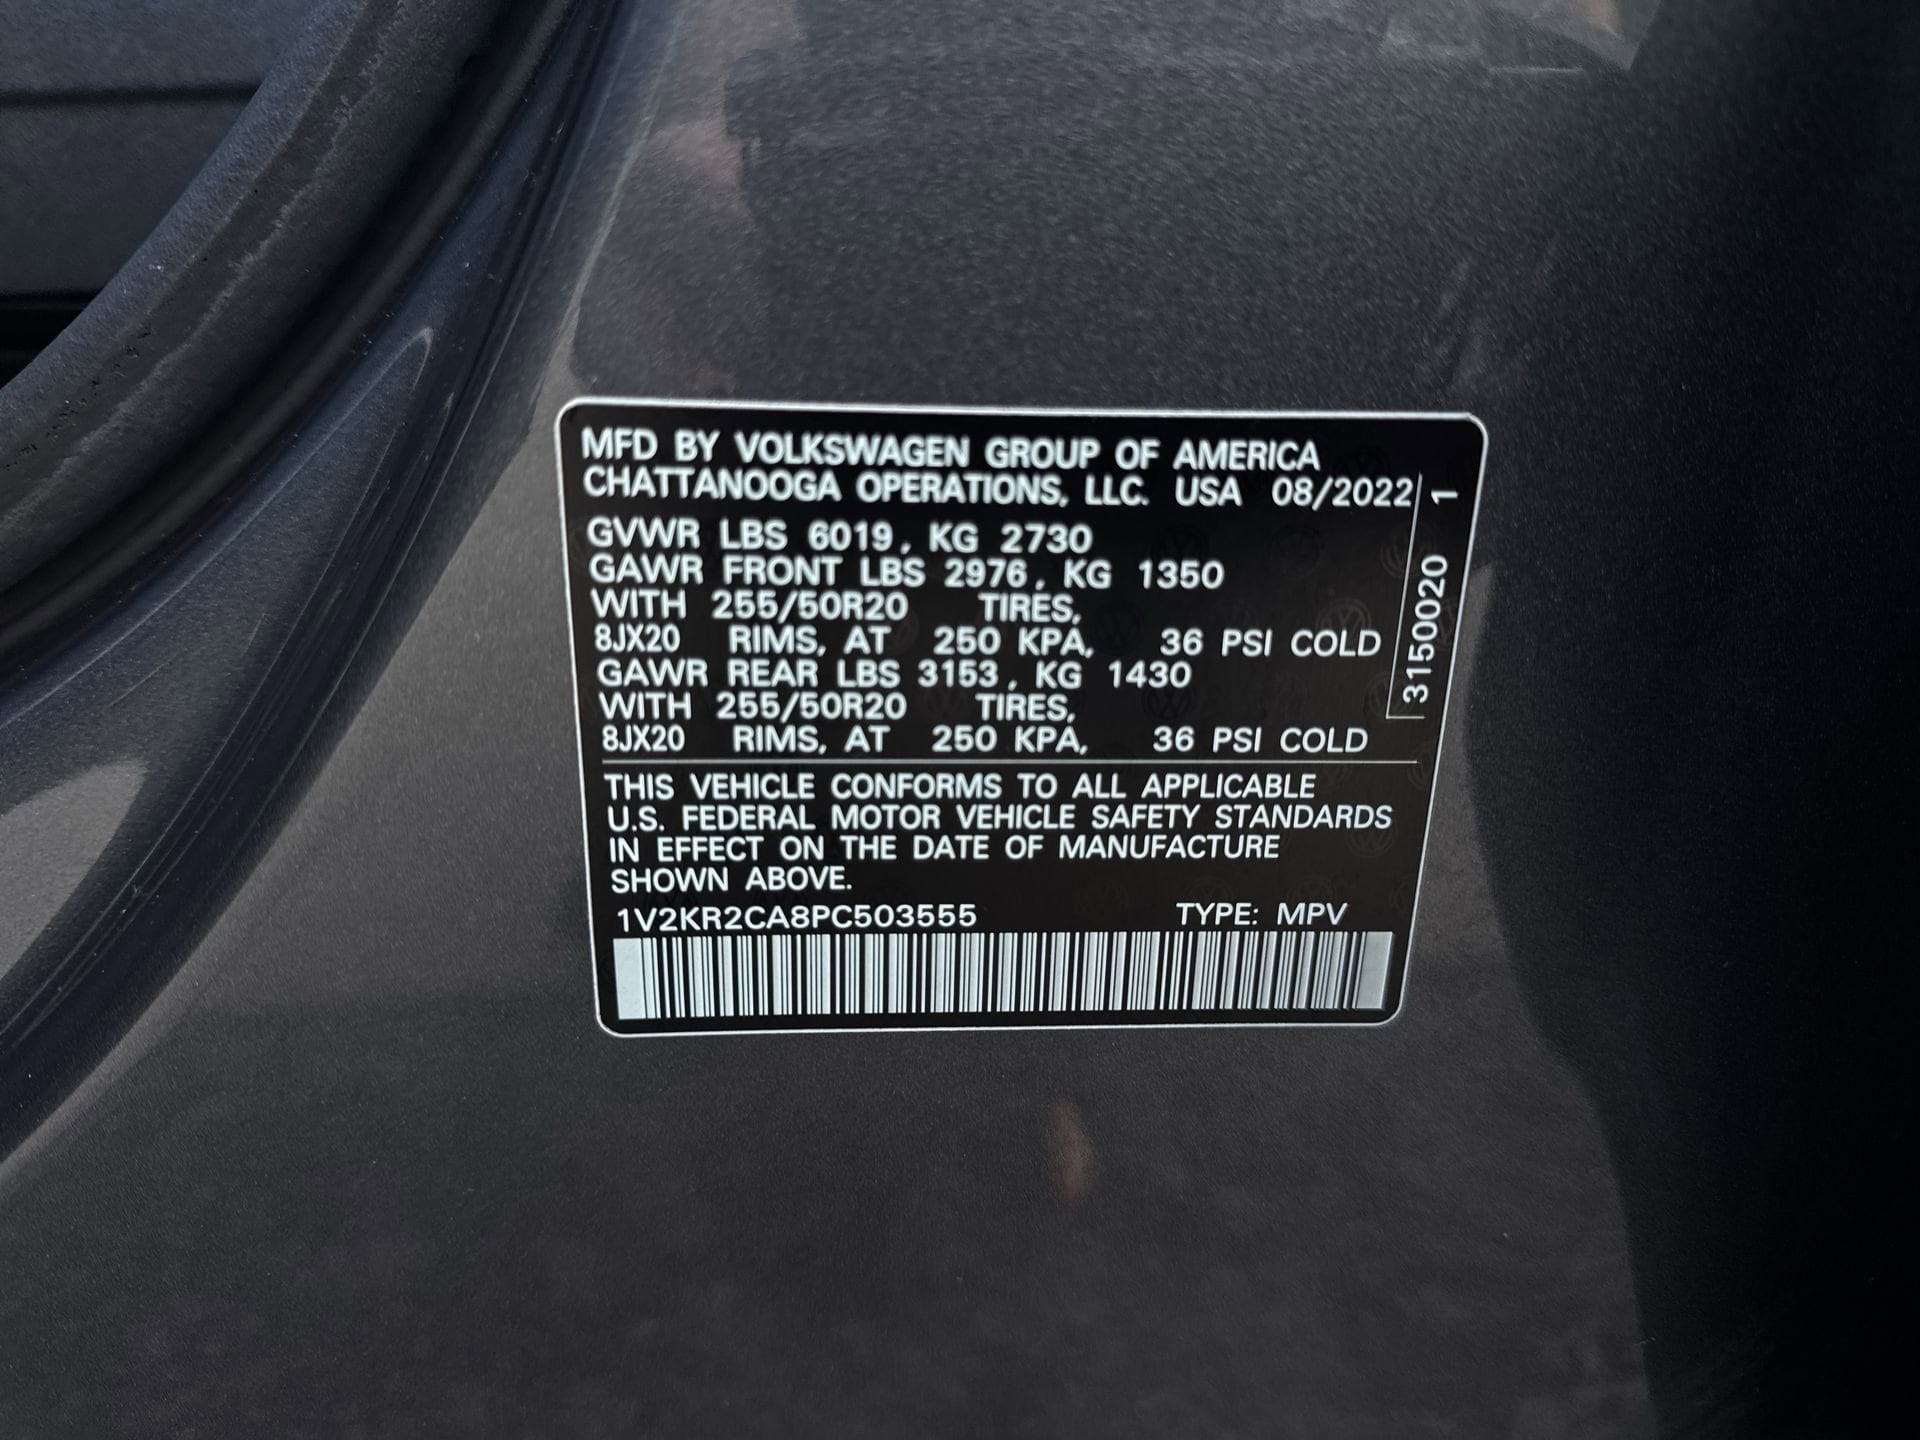 MFD BY VOLKSWAGEN GROUP OF AMERICA
CHATTANOOGA OPERATIONS, LLC. USA 08/2022
GVWR LBS 6019, KG 2730
GAWR FRONT LBS 2976, KG 1350
WITH 255/50R20 TIRES,
8JX20 RIMS, AT 250 KPA, 36 PSI COLD
GAWR REAR LBS 3153, KG 1430
WITH 255/50R20 TIRES,
8JX20 RIMS, AT 250 KPA, 36 PSI COLD
3150020 1
THIS VEHICLE CONFORMS TO ALL APPLICABLE
U.S. FEDERAL MOTOR VEHICLE SAFETY STANDARDS
IN EFFECT ON THE DATE OF MANUFACTURE
SHOWN ABOVE.
1V2KR2CA8PC503555 TYPE: MPV